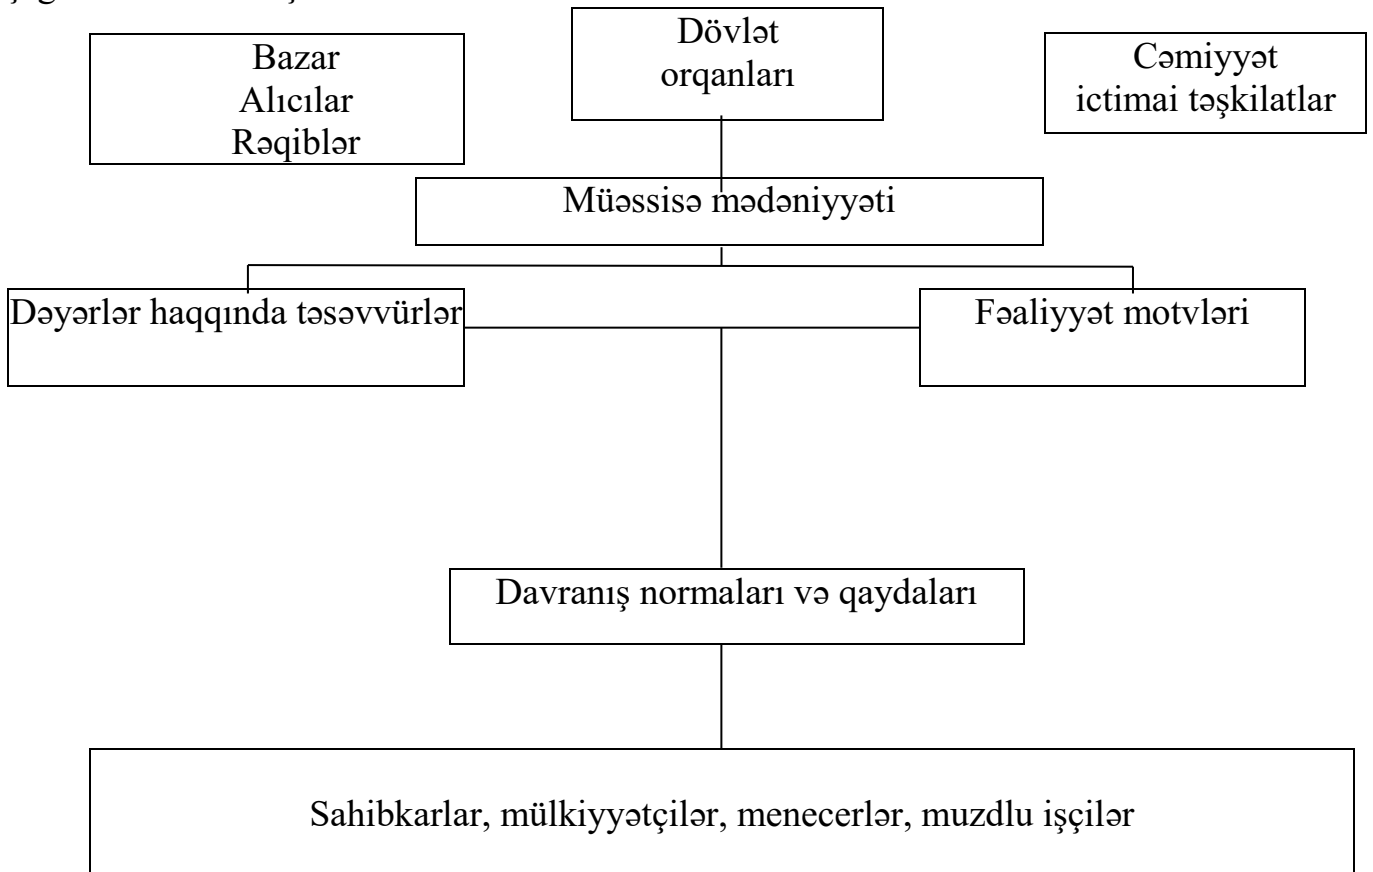 Bazar
Alıcılar
Rəqiblər
Dövlət
orqanları
Cəmiyyət
ictimai təşkilatlar
Müəssisə mədəniyyəti
Dəyərlər haqqında təsəvvürlər
Fəaliyyət motvləri
Davranış normaları və qaydaları
Sahibkarlar, mülkiyyətçilər, menecerlər, muzdlu işçilər